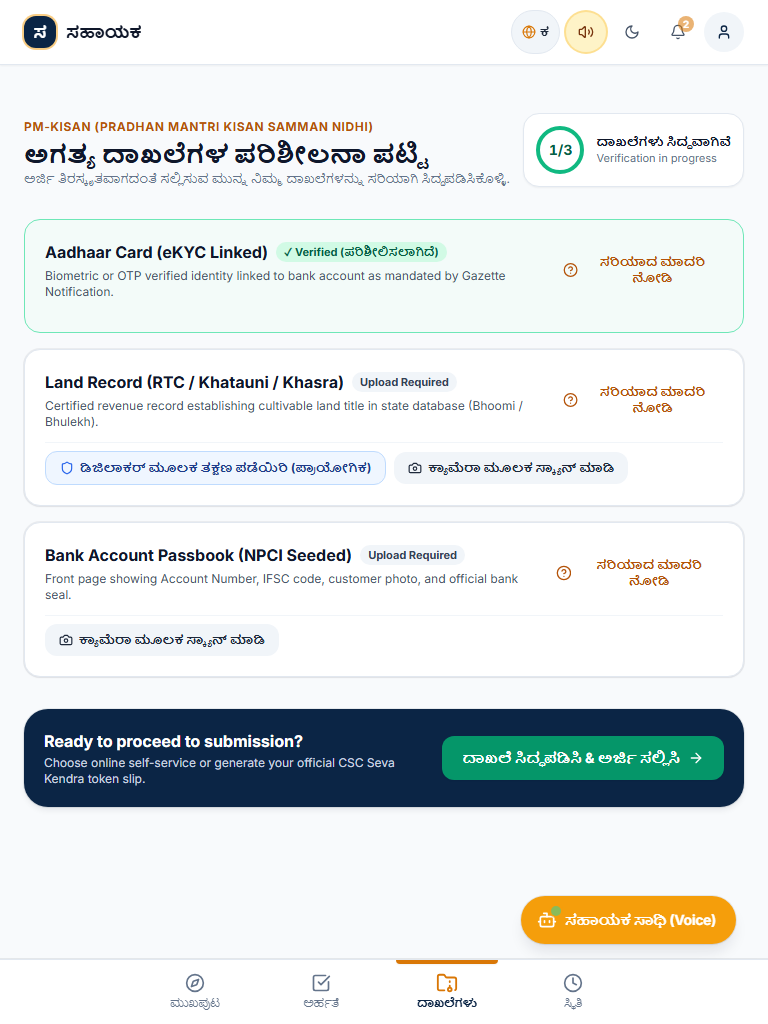 ಸ ಸಹಾಯಕ
ಕ
2
PM-KISAN (PRADHAN MANTRI KISAN SAMMAN NIDHI)
ಅಗತ್ಯ ದಾಖಲೆಗಳ ಪರಿಶೀಲನಾ ಪಟ್ಟಿ
ಅರ್ಜಿ ತಿರಸ್ಕೃತವಾಗದಂತೆ ಸಲ್ಲಿಸುವ ಮುನ್ನ ನಿಮ್ಮ ದಾಖಲೆಗಳನ್ನು ಸರಿಯಾಗಿ ಸಿದ್ಧಪಡಿಸಿಕೊಳ್ಳಿ.
1/3
ದಾಖಲೆಗಳು ಸಿದ್ಧವಾಗಿವೆ
Verification in progress
Aadhaar Card (eKYC Linked)
✓ Verified (ಪರಿಶೀಲಿಸಲಾಗಿದೆ)
Biometric or OTP verified identity linked to bank account as mandated by Gazette
Notification.
ಸರಿಯಾದ ಮಾದರಿ
ನೋಡಿ
Land Record (RTC / Khatauni / Khasra)
Upload Required
Certified revenue record establishing cultivable land title in state database (Bhoomi /
Bhulekh).
ಸರಿಯಾದ ಮಾದರಿ
ನೋಡಿ
ಡಿಜಿಲಾಕರ್ ಮೂಲಕ ತಕ್ಷಣ ಪಡೆಯಿರಿ (ಪ್ರಾಯೋಗಿಕ)
ಕ್ಯಾಮೆರಾ ಮೂಲಕ ಸ್ಕ್ಯಾನ್ ಮಾಡಿ
Bank Account Passbook (NPCI Seeded)
Upload Required
Front page showing Account Number, IFSC code, customer photo, and official bank
seal.
ಸರಿಯಾದ ಮಾದರಿ
ನೋಡಿ
ಕ್ಯಾಮೆರಾ ಮೂಲಕ ಸ್ಕ್ಯಾನ್ ಮಾಡಿ
Ready to proceed to submission?
Choose online self-service or generate your official CSC Seva
Kendra token slip.
ದಾಖಲೆ ಸಿದ್ಧಪಡಿಸಿ & ಅರ್ಜಿ ಸಲ್ಲಿಸಿ →
ಸಹಾಯಕ ಸಾಥಿ (Voice)
ಮುಖಪುಟ
ಅರ್ಹತೆ
ದಾಖಲೆಗಳು
ಸ್ಥಿತಿ